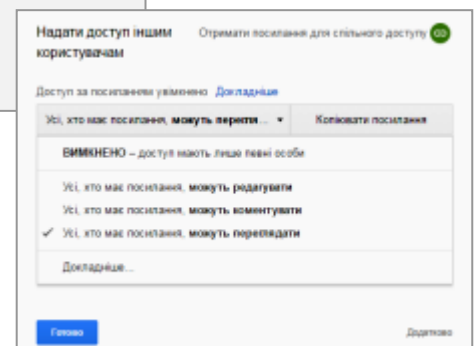 Надати доступ іншим
користувачам
Отримати посилання для спільного доступу
Доступ за посиланням увімкнено Докладніше
Усі, хто має посилання, можуть перегля... Копіювати посилання
ВИМКНЕНО – доступ мають лише певні особи
Усі, хто має посилання, можуть редагувати
Усі, хто має посилання, можуть коментувати
Усі, хто має посилання, можуть переглядати
Докладніше...
Готово
Додатково